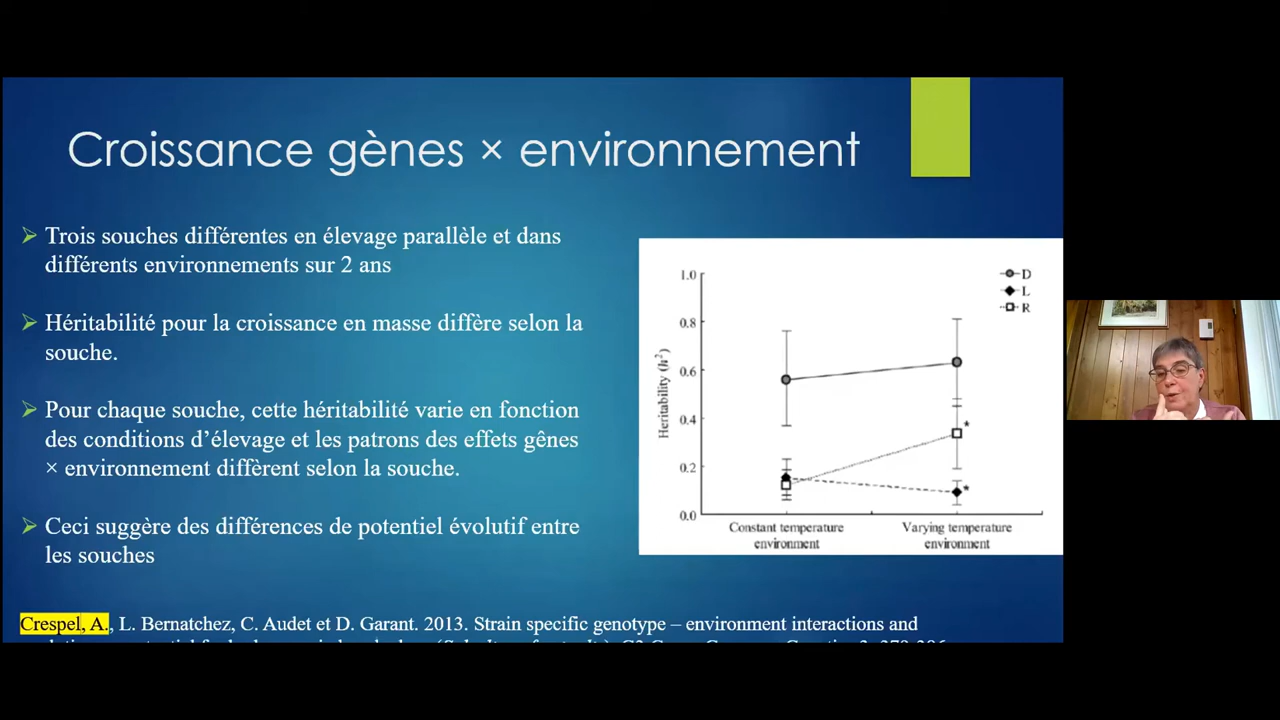 Croissance gènes × environnement
Trois souches différentes en élevage parallèle et dans
différents environnements sur 2 ans
Héritabilité pour la croissance en masse diffère selon la
souche.
Pour chaque souche, cette héritabilité varie en fonction
des conditions d’élevage et les patrons des effets gênes
× environnement diffèrent selon la souche.
Ceci suggère des différences de potentiel évolutif entre
les souches
D
L
R
1.0
0.8
0.6
0.4
0.2
0.0
Heritability (h²)
*
*
Constant temperature
environment
Varying temperature
environment
Crespel, A., L. Bernatchez, C. Audet et D. Garant. 2013. Strain specific genotype – environment interactions and